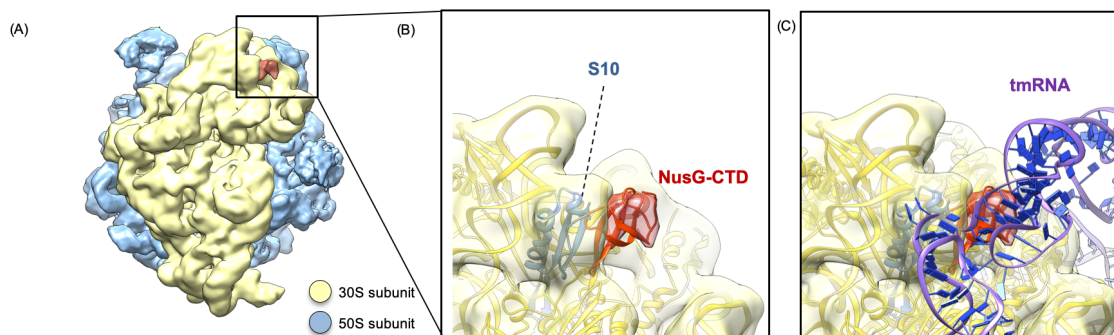 (A)
(B)
(C)
S10
NusG-CTD
tmRNA
30S subunit
50S subunit